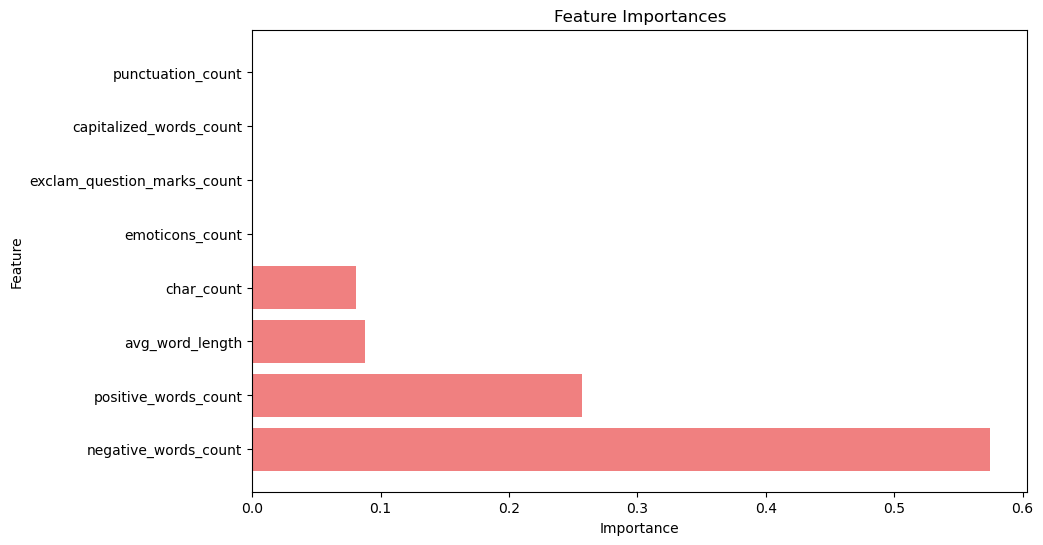 Feature Importances
Feature
punctuation_count
capitalized_words_count
exclam_question_marks_count
emoticons_count
char_count
avg_word_length
positive_words_count
negative_words_count
0.0 0.1 0.2 0.3 0.4 0.5 0.6
Importance